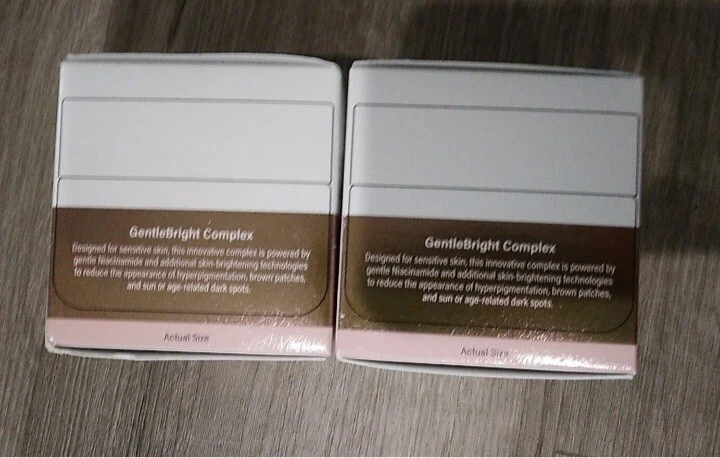 GentleBright Complex
Designed for sensitive skin, this innovative complex is powered by
gentle Niacinamide and additional skin-brightening technologies
to reduce the appearance of hyperpigmentation, brown patches,
and sun or age-related dark spots.
Actual Size
GentleBright Complex
Designed for sensitive skin, this innovative complex is powered by
gentle Niacinamide and additional skin-brightening technologies
to reduce the appearance of hyperpigmentation, brown patches,
and sun or age-related dark spots.
Actual Size